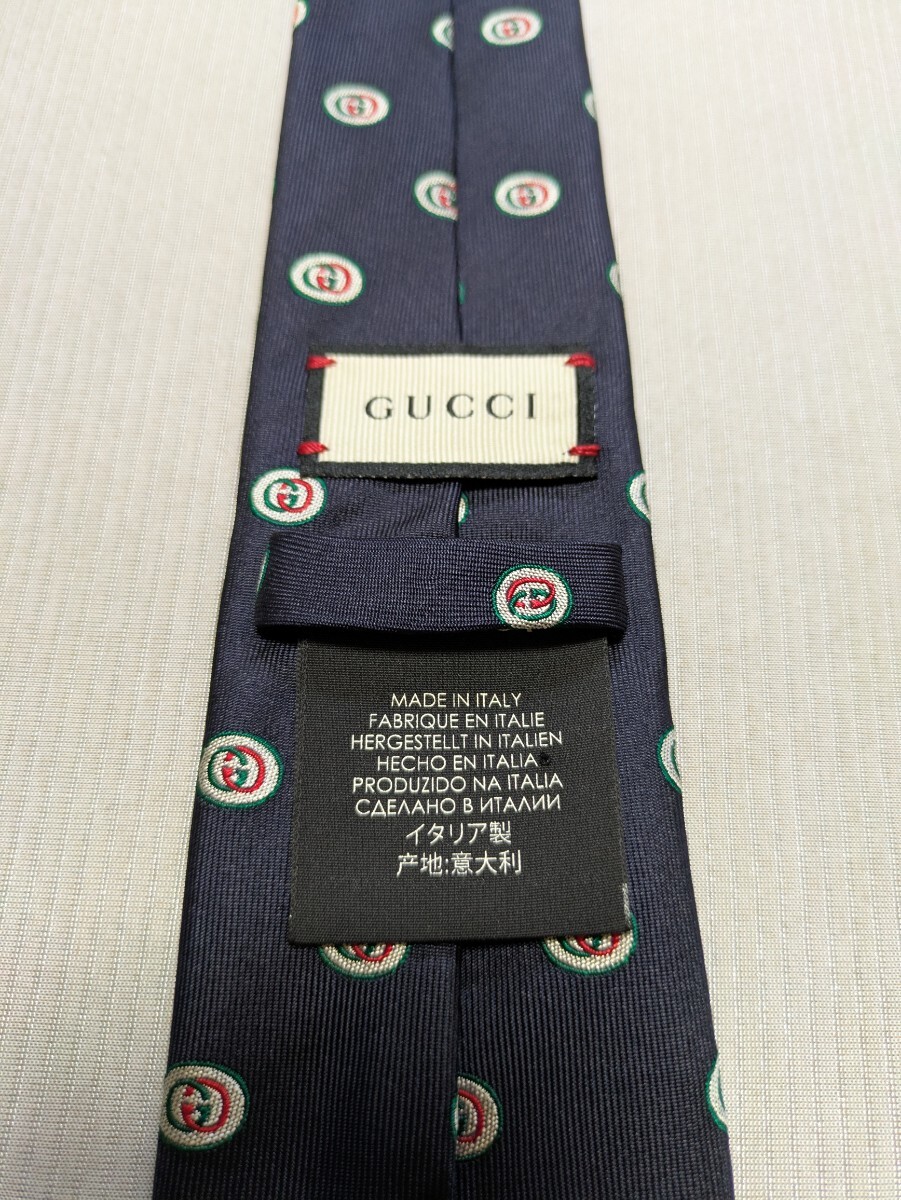 GUCCI
MADE IN ITALY
FABRIQUE EN ITALIE
HERGESTELLT IN ITALIEN
HECHO EN ITALIA
PRODUZIDO NA ITALIA
СДЕЛАНО В ИТАЛИИ
イタリア製
产地:意大利